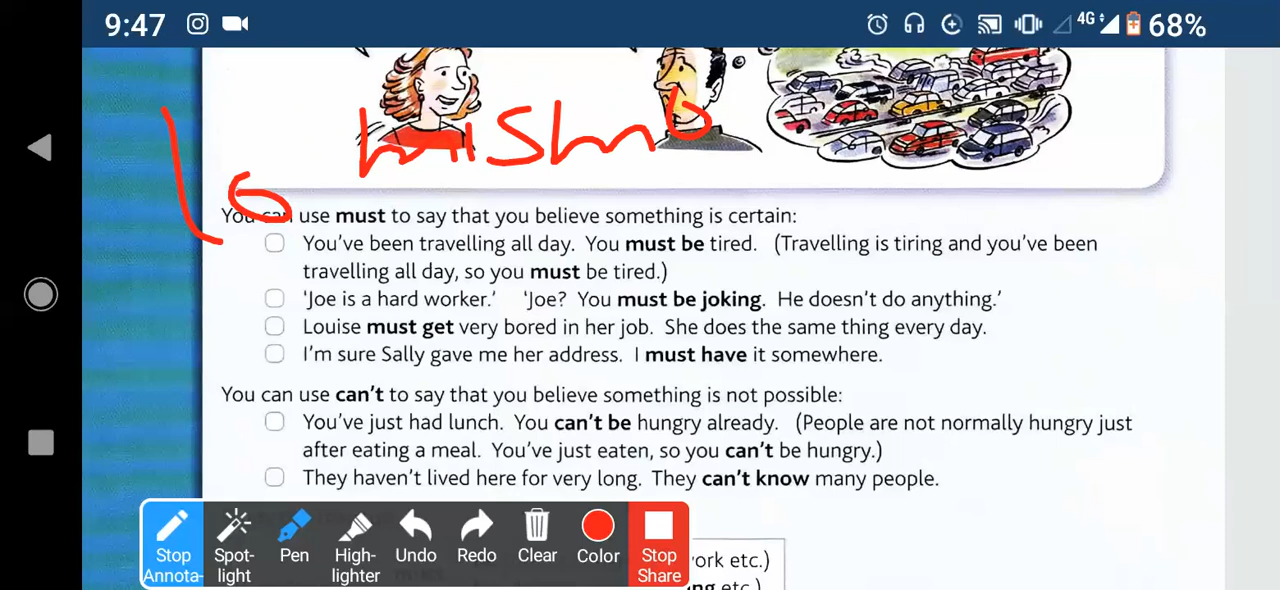 9:47
4G 68%
You can use must to say that you believe something is certain:
You've been travelling all day. You must be tired. (Travelling is tiring and you've been
travelling all day, so you must be tired.)
'Joe is a hard worker.' 'Joe? You must be joking. He doesn't do anything.'
Louise must get very bored in her job. She does the same thing every day.
I'm sure Sally gave me her address. I must have it somewhere.
You can use can't to say that you believe something is not possible:
You've just had lunch. You can't be hungry already. (People are not normally hungry just
after eating a meal. You've just eaten, so you can't be hungry.)
They haven't lived here for very long. They can't know many people.
ork etc.)
ng etc.)
Stop Annota- Spot-light Pen High-lighter Undo Redo Clear Color Stop Share